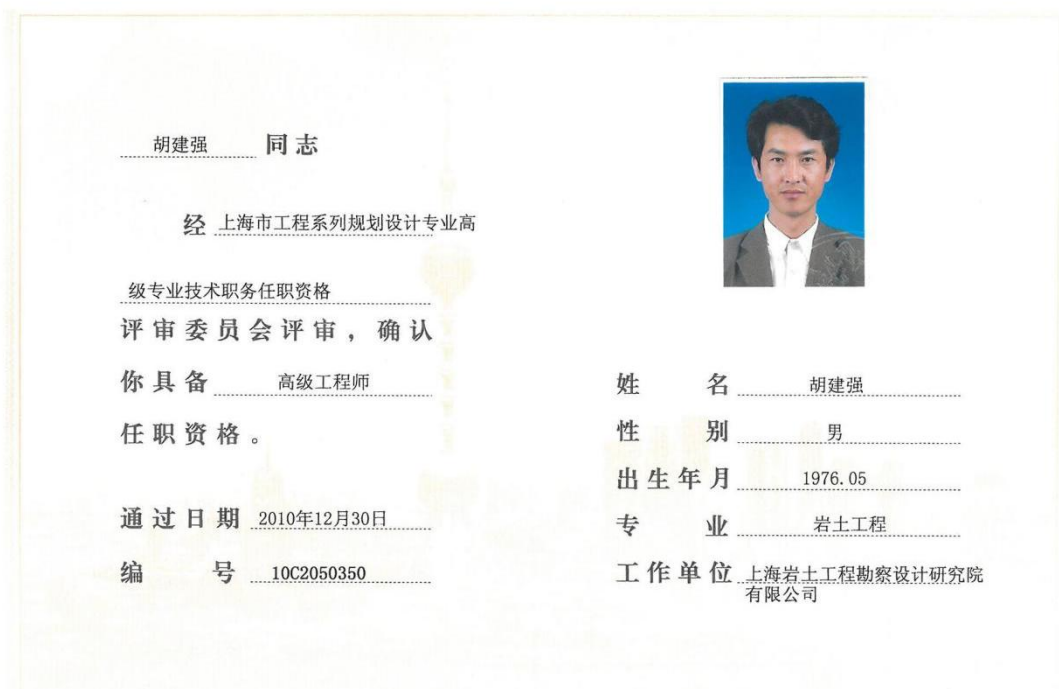 胡建强 同志
经 上海市工程系列规划设计专业高
级专业技术职务任职资格
评审委员会评审，确认
你具备 高级工程师
任职资格。
通过日期 2010年12月30日
编号 10C2050350
姓名 胡建强
性别 男
出生年月 1976.05
专业 岩土工程
工作单位 上海岩土工程勘察设计研究院
有限公司